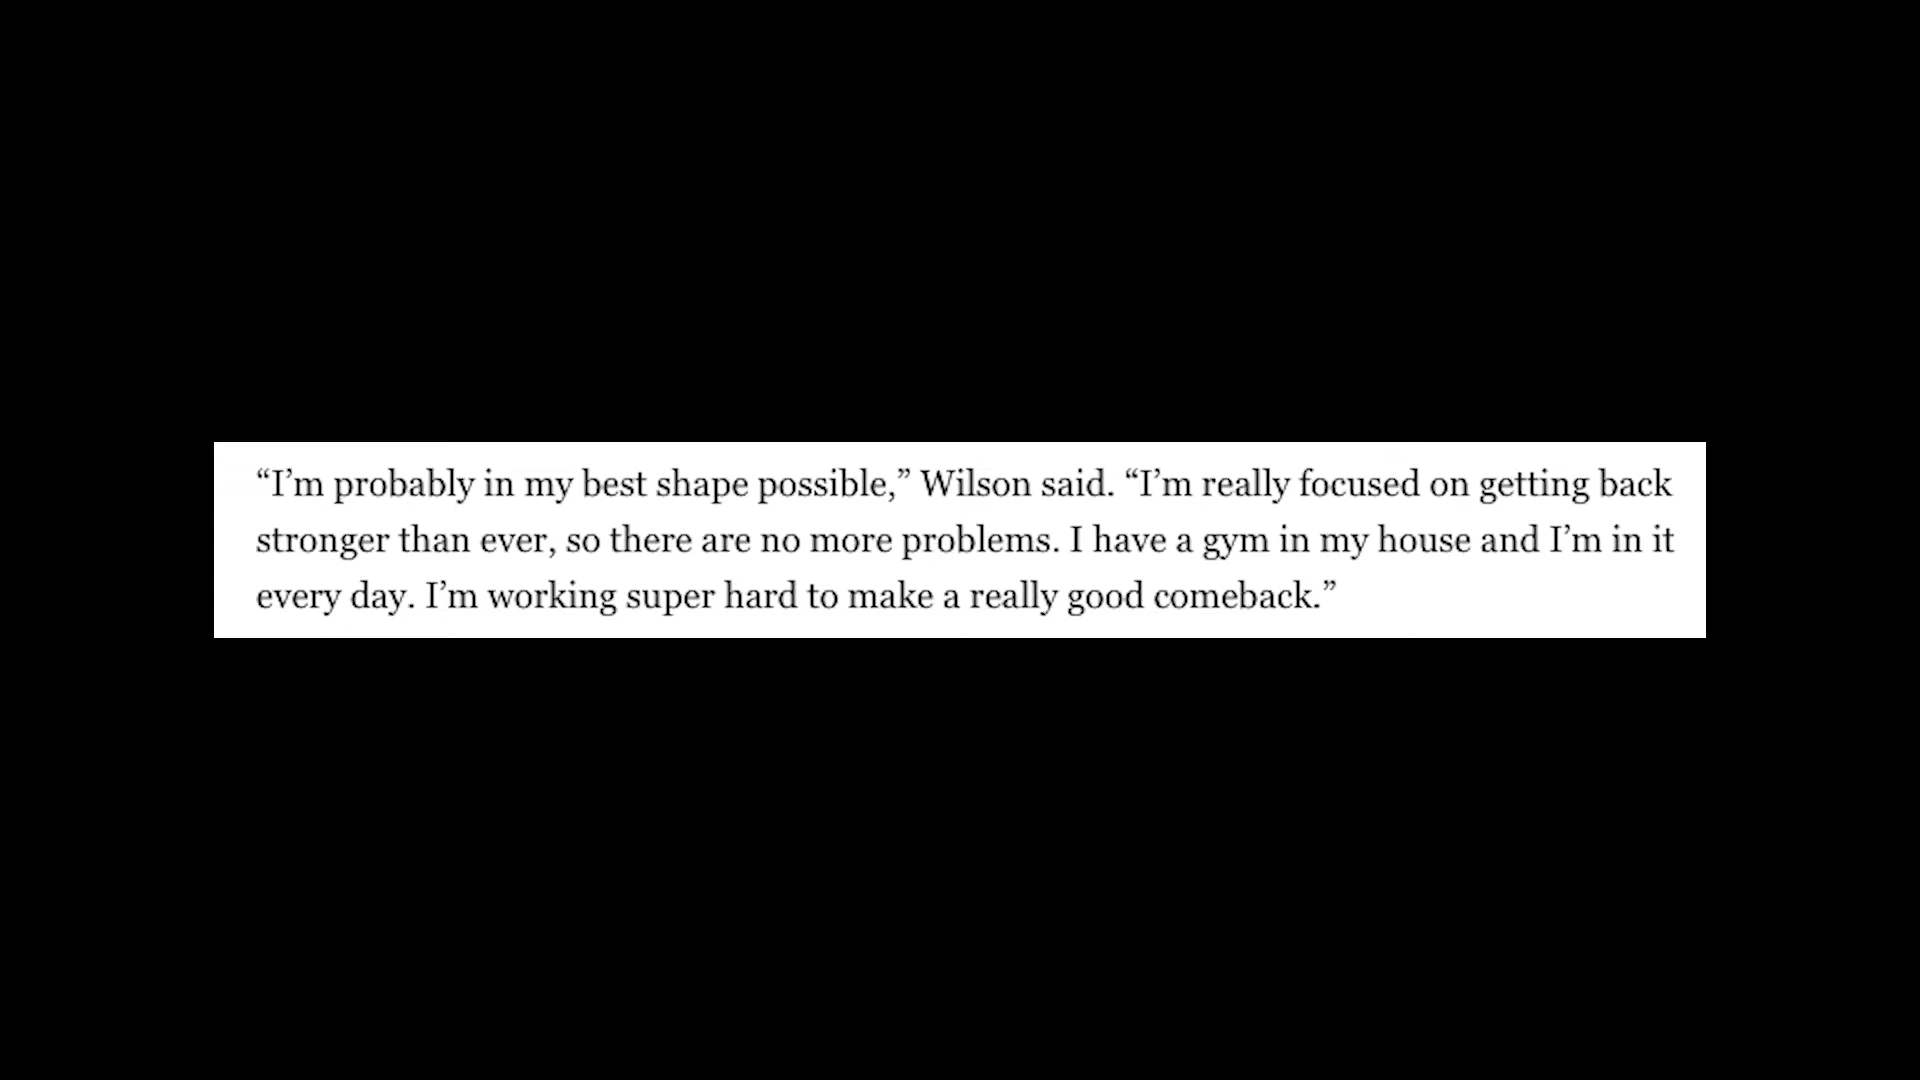 “I’m probably in my best shape possible,” Wilson said. “I’m really focused on getting back
stronger than ever, so there are no more problems. I have a gym in my house and I’m in it
every day. I’m working super hard to make a really good comeback.”